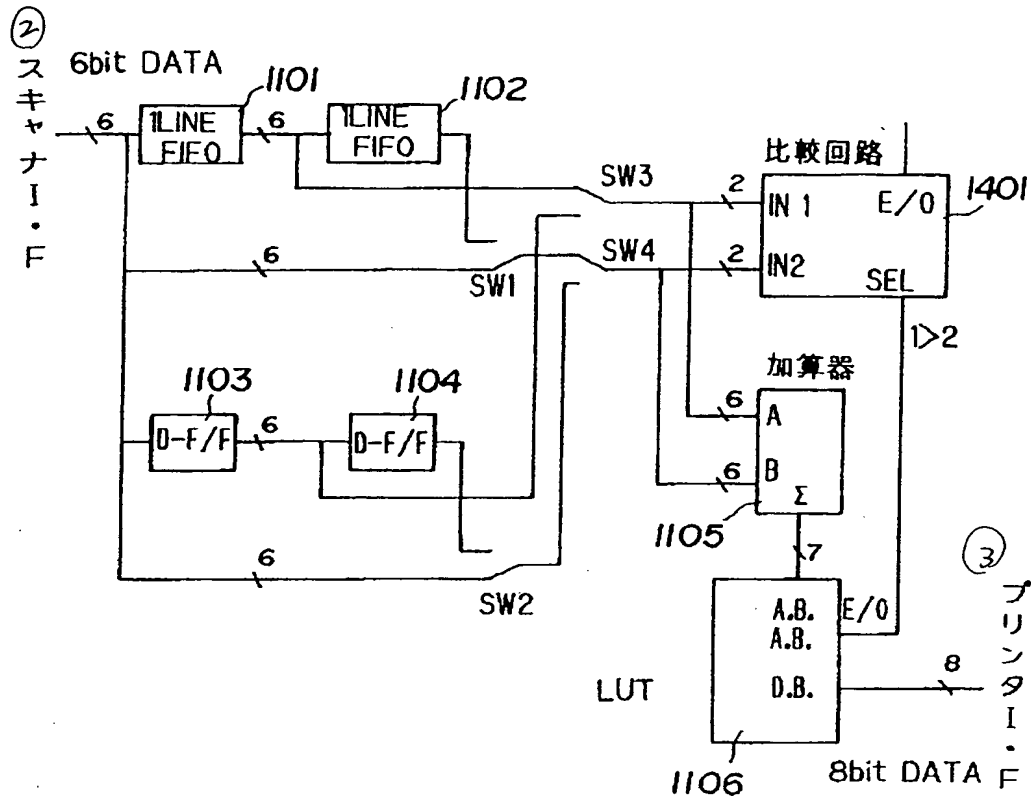 ②
スキャナI・F
6bit DATA
6
1101
1LINE
FIFO
6
1102
1LINE
FIFO
SW3
比較回路
1401
2
IN 1
E/O
6
SW1
SW4
2
IN2
SEL
1>2
1103
D-F/F
6
1104
D-F/F
加算器
6
A
6
B
Σ
1105
7
6
SW2
③
プリンタI・F
A.B.
E/O
A.B.
8
LUT
D.B.
1106
8bit DATA